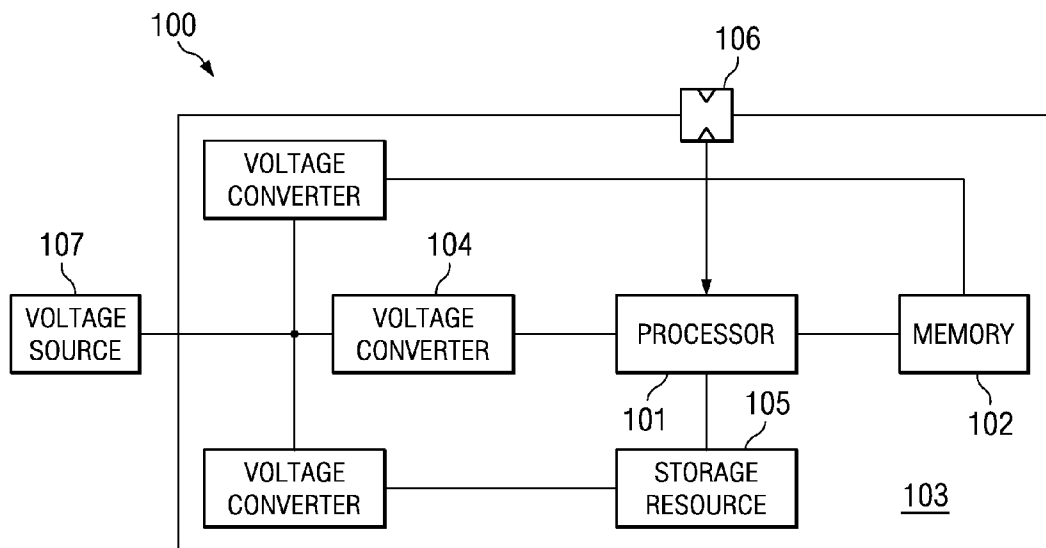 100
106
VOLTAGE
CONVERTER
107
104
VOLTAGE
SOURCE
VOLTAGE
CONVERTER
PROCESSOR
MEMORY
101
105
102
VOLTAGE
CONVERTER
STORAGE
RESOURCE
103